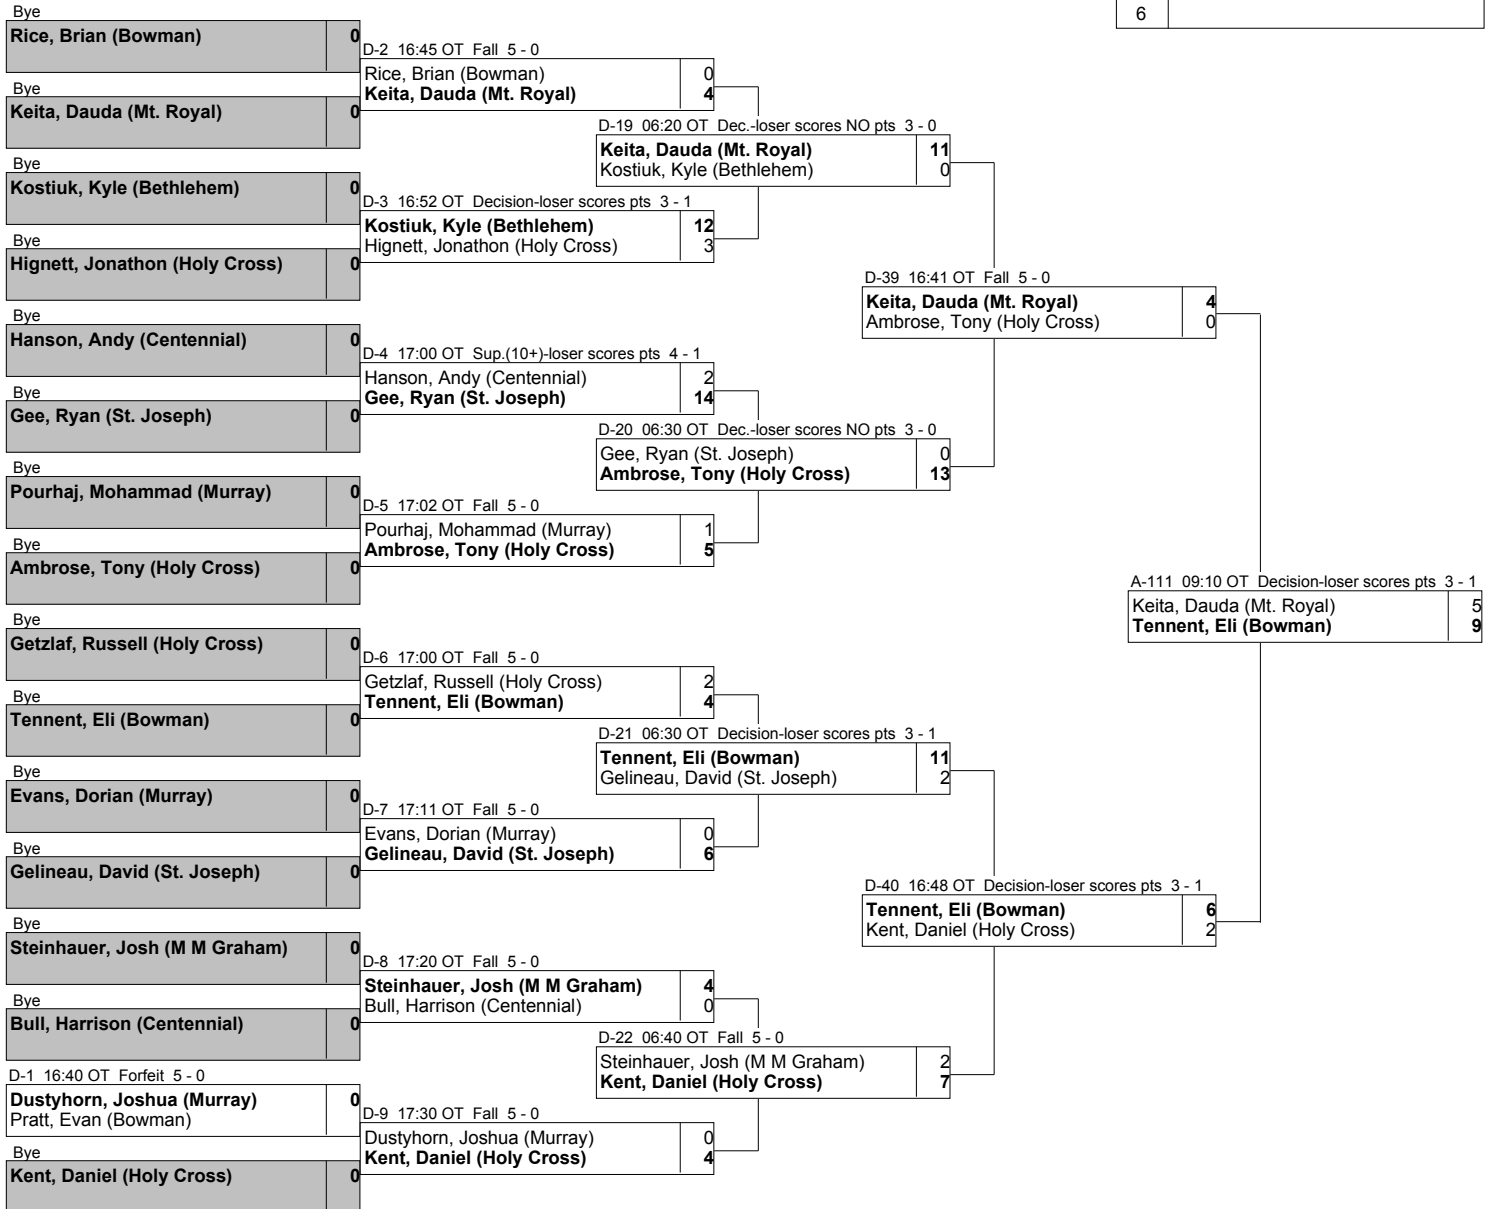 6
Bye
Rice, Brian (Bowman) 0
Bye
Keita, Dauda (Mt. Royal) 0
Bye
Kostiuk, Kyle (Bethlehem) 0
Bye
Hignett, Jonathon (Holy Cross) 0
Bye
Hanson, Andy (Centennial) 0
Bye
Gee, Ryan (St. Joseph) 0
Bye
Pourhaj, Mohammad (Murray) 0
Bye
Ambrose, Tony (Holy Cross) 0
Bye
Getzlaf, Russell (Holy Cross) 0
Bye
Tennent, Eli (Bowman) 0
Bye
Evans, Dorian (Murray) 0
Bye
Gelineau, David (St. Joseph) 0
Bye
Steinhauer, Josh (M M Graham) 0
Bye
Bull, Harrison (Centennial) 0
D-1 16:40 OT Forfeit 5 - 0
Dustyhorn, Joshua (Murray) 0
Pratt, Evan (Bowman)
Bye
Kent, Daniel (Holy Cross) 0
D-2 16:45 OT Fall 5 - 0
Rice, Brian (Bowman) 0
Keita, Dauda (Mt. Royal) 4
D-3 16:52 OT Decision-loser scores pts 3 - 1
Kostiuk, Kyle (Bethlehem) 12
Hignett, Jonathon (Holy Cross) 3
D-4 17:00 OT Sup.(10+)-loser scores pts 4 - 1
Hanson, Andy (Centennial) 2
Gee, Ryan (St. Joseph) 14
D-5 17:02 OT Fall 5 - 0
Pourhaj, Mohammad (Murray) 1
Ambrose, Tony (Holy Cross) 5
D-6 17:00 OT Fall 5 - 0
Getzlaf, Russell (Holy Cross) 2
Tennent, Eli (Bowman) 4
D-7 17:11 OT Fall 5 - 0
Evans, Dorian (Murray) 0
Gelineau, David (St. Joseph) 6
D-8 17:20 OT Fall 5 - 0
Steinhauer, Josh (M M Graham) 4
Bull, Harrison (Centennial) 0
D-9 17:30 OT Fall 5 - 0
Dustyhorn, Joshua (Murray) 0
Kent, Daniel (Holy Cross) 4
D-19 06:20 OT Dec.-loser scores NO pts 3 - 0
Keita, Dauda (Mt. Royal) 11
Kostiuk, Kyle (Bethlehem) 0
D-20 06:30 OT Dec.-loser scores NO pts 3 - 0
Gee, Ryan (St. Joseph) 0
Ambrose, Tony (Holy Cross) 13
D-21 06:30 OT Decision-loser scores pts 3 - 1
Tennent, Eli (Bowman) 11
Gelineau, David (St. Joseph) 2
D-22 06:40 OT Fall 5 - 0
Steinhauer, Josh (M M Graham) 2
Kent, Daniel (Holy Cross) 7
D-39 16:41 OT Fall 5 - 0
Keita, Dauda (Mt. Royal) 4
Ambrose, Tony (Holy Cross) 0
D-40 16:48 OT Decision-loser scores pts 3 - 1
Tennent, Eli (Bowman) 6
Kent, Daniel (Holy Cross) 2
A-111 09:10 OT Decision-loser scores pts 3 - 1
Keita, Dauda (Mt. Royal) 5
Tennent, Eli (Bowman) 9